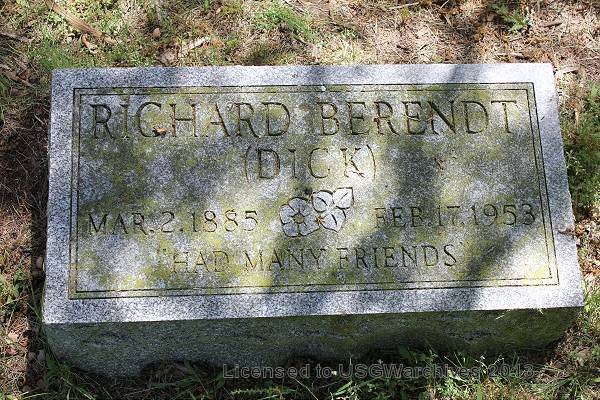 RICHARD BERENDT
(DICK)
MAR. 2. 1885 FEB. 17. 1953
"HAD MANY FRIENDS"
Licensed to USGWarchives 2013